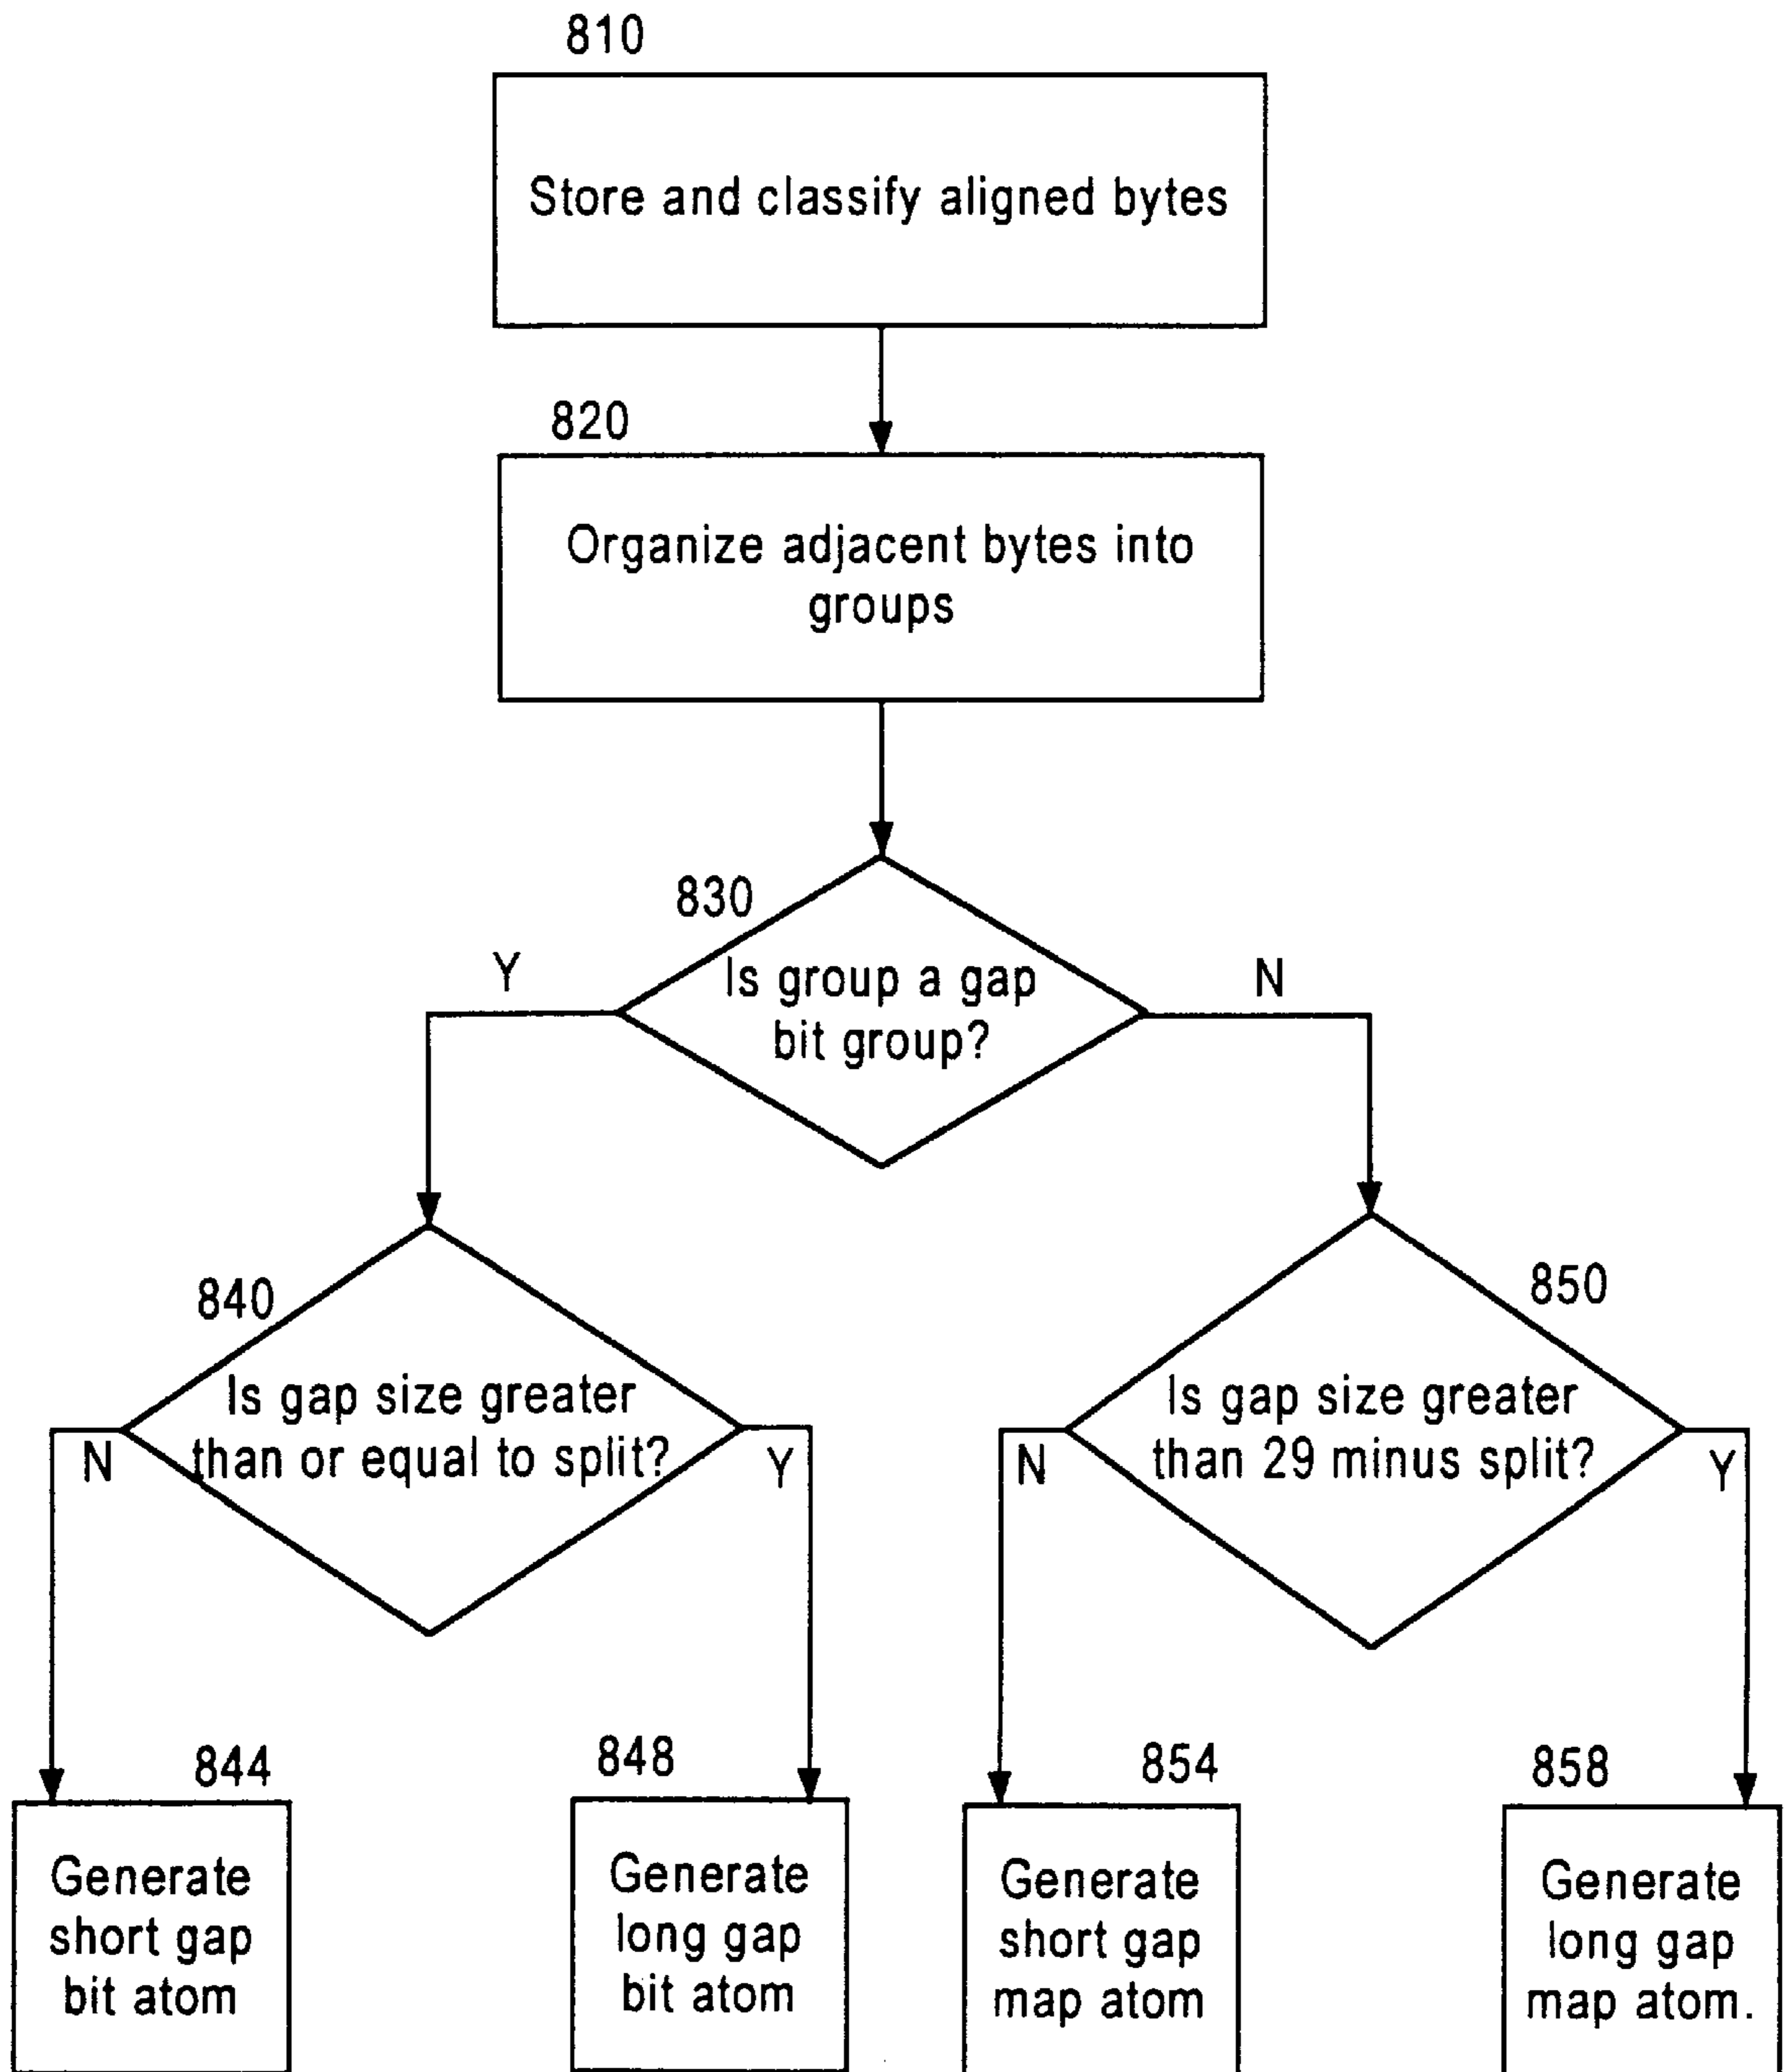 810
Store and classify aligned bytes
820
Organize adjacent bytes into
groups
830
Y
Is group a gap
bit group?
N
840
Is gap size greater
than or equal to split?
N
Y
850
Is gap size greater
than 29 minus split?
N
Y
844
Generate
short gap
bit atom
848
Generate
long gap
bit atom
854
Generate
short gap
map atom
858
Generate
long gap
map atom.